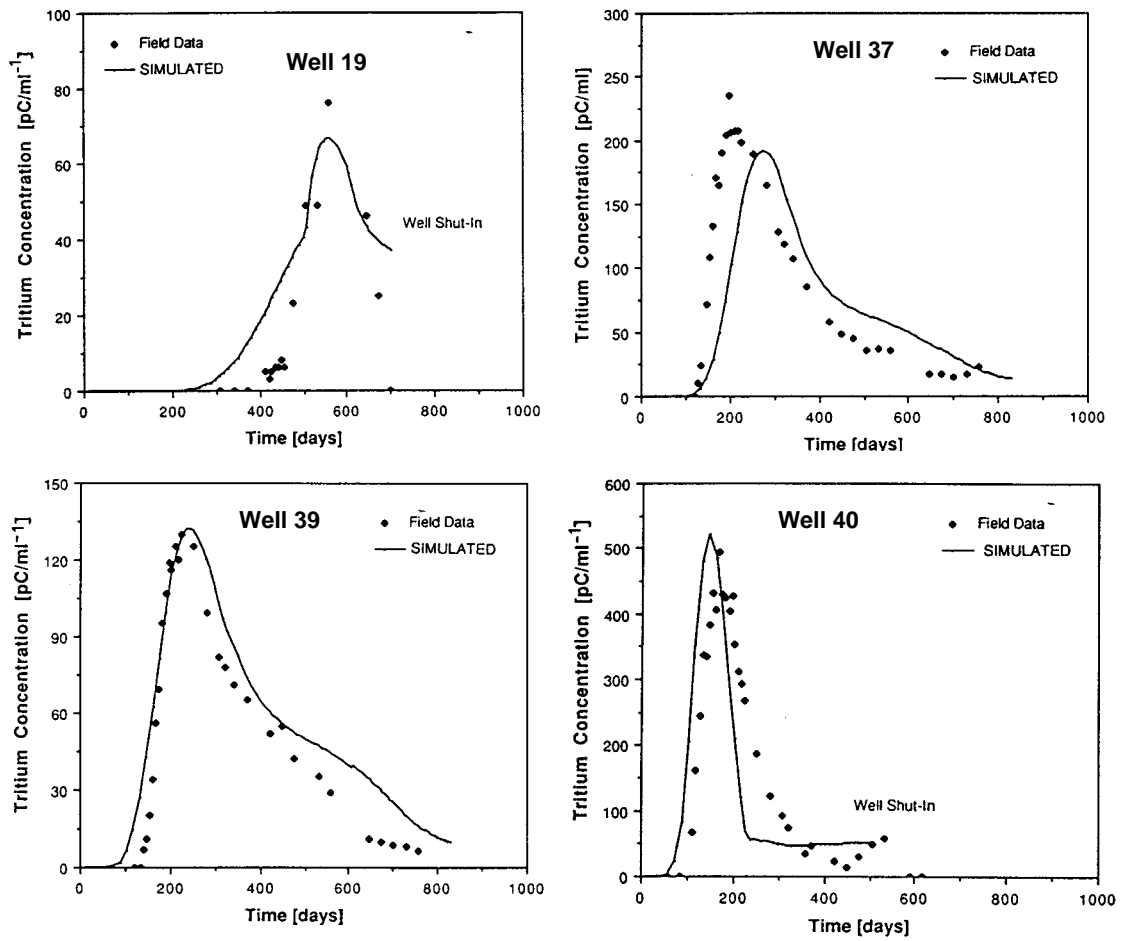 100
80
60
40
20
0
Tritium Concentration [pC/ml⁻¹]
Field Data
SIMULATED
Well 19
Well Shut-In
0 200 400 600 800 1000
Time [days]
300
250
200
150
100
50
0
Tritium Concentration [pC/ml]
Well 37
Field Data
SIMULATED
0 200 400 600 800 1000
Time [days]
150
120
90
60
30
0
Tritium Concentration [pC/ml⁻¹]
Well 39
Field Data
SIMULATED
0 200 400 600 800 1000
Time [days]
600
500
400
300
200
100
0
Tritium Concentration [pC/ml⁻¹]
Well 40
Field Data
SIMULATED
Well Shut-In
0 200 400 600 800 1000
Time [days]